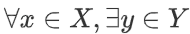 ∀x ∈ X, ∃y ∈ Y